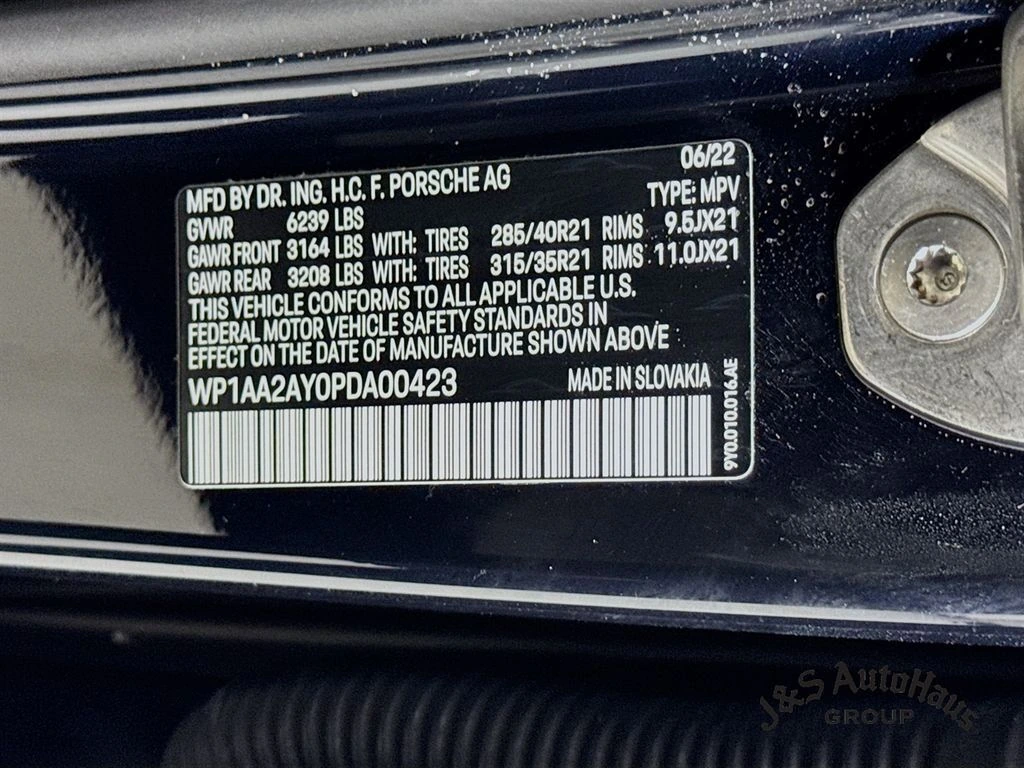 06/22
MFD BY DR. ING. H.C. F. PORSCHE AG
TYPE: MPV
GVWR 6239 LBS
GAWR FRONT 3164 LBS WITH: TIRES 285/40R21 RIMS 9.5JX21
GAWR REAR 3208 LBS WITH: TIRES 315/35R21 RIMS 11.0JX21
THIS VEHICLE CONFORMS TO ALL APPLICABLE U.S.
FEDERAL MOTOR VEHICLE SAFETY STANDARDS IN
EFFECT ON THE DATE OF MANUFACTURE SHOWN ABOVE
WP1AA2AY0PDA00423 MADE IN SLOVAKIA
9Y0.010.016.AE
J&S AutoHaus
GROUP